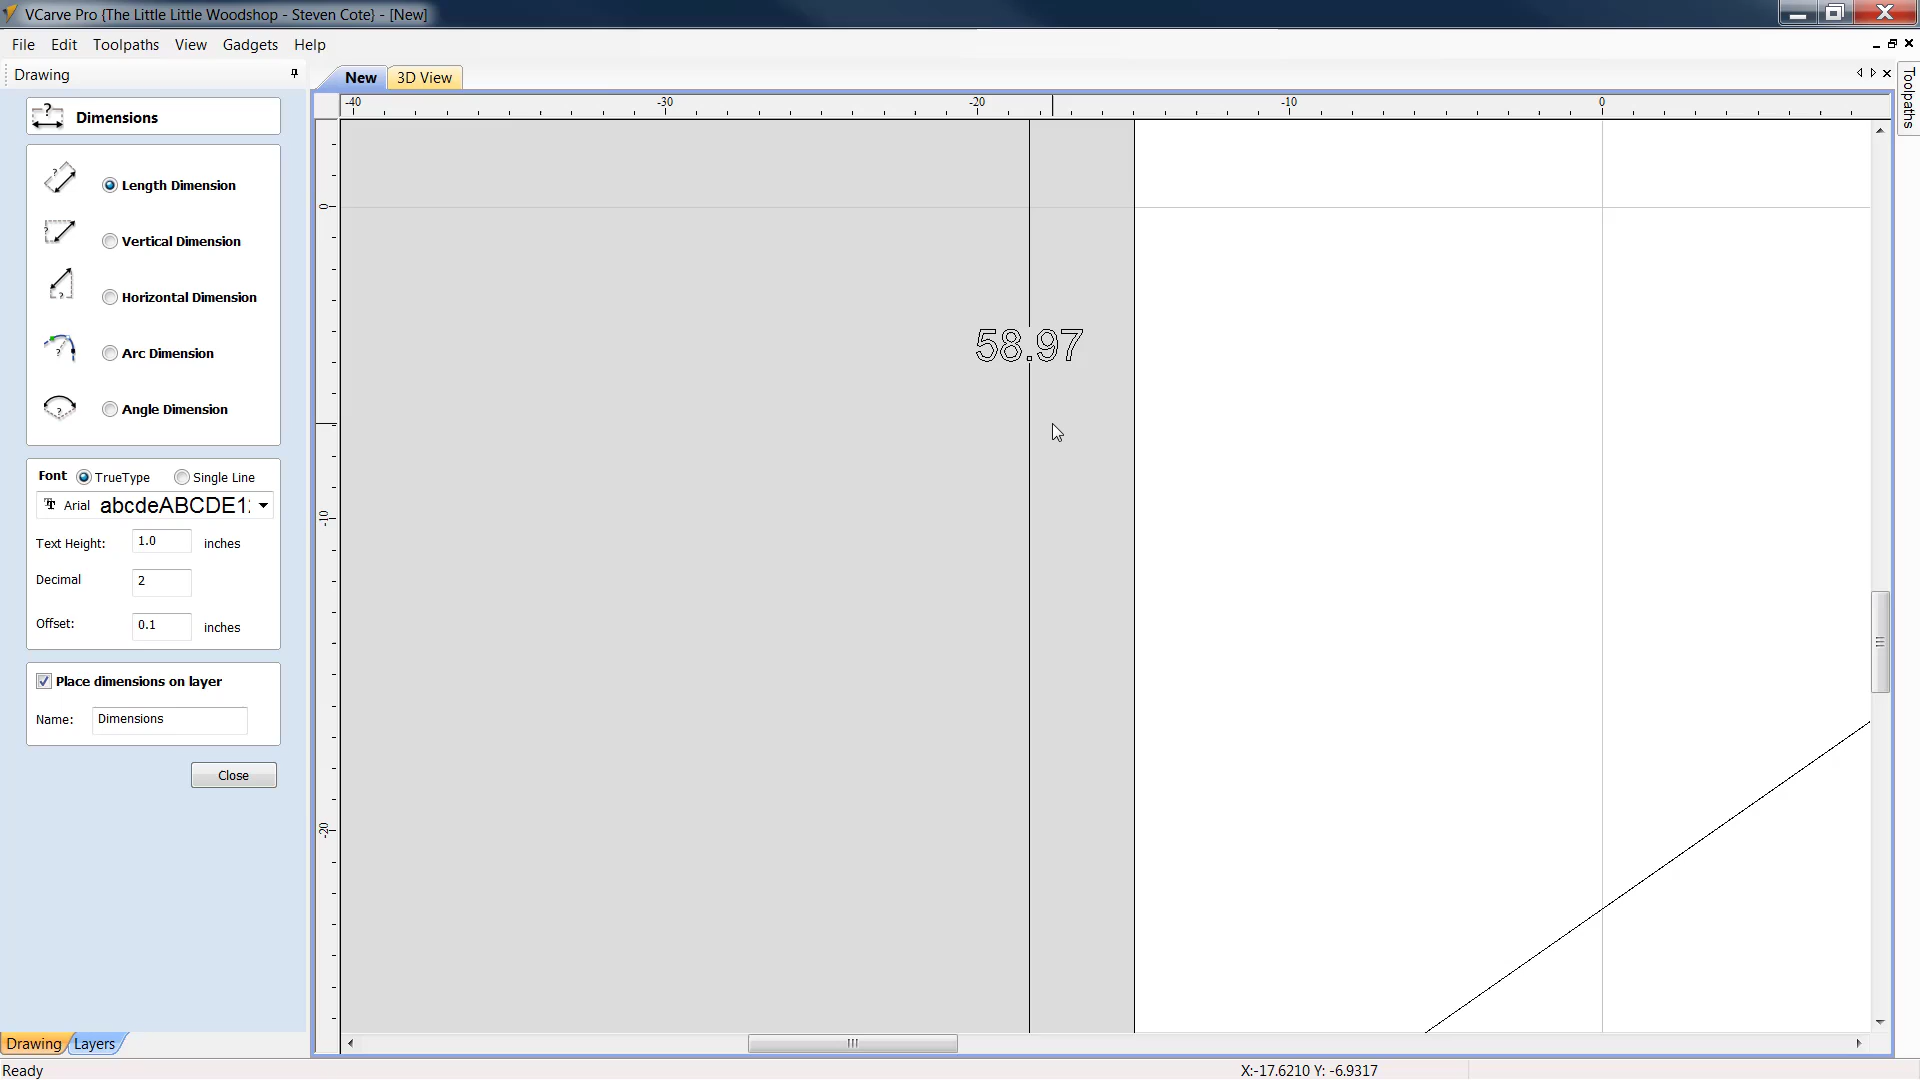 VCarve Pro {The Little Little Woodshop - Steven Cote} - [New]
File Edit Toolpaths View Gadgets Help
Drawing
New 3D View
Toolpaths
Dimensions
-40 -30 -20 -10 0
Length Dimension
0
Vertical Dimension
Horizontal Dimension
58.97
Arc Dimension
Angle Dimension
Font TrueType Single Line
Arial abcdeABCDE1
-10
Text Height: 1.0 inches
Decimal 2
Offset: 0.1 inches
Place dimensions on layer
Name: Dimensions
Close
-20
Drawing Layers
Ready X:-17.6210 Y: -6.9317